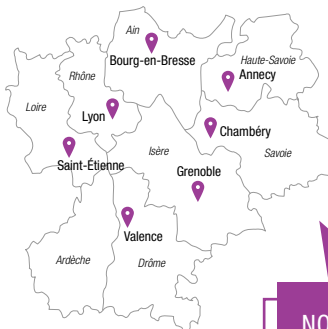 Ain
Bourg-en-Bresse
Haute-Savoie
Annecy
Rhône
Loire
Lyon
Chambéry
Isère
Savoie
Saint-Étienne
Grenoble
Valence
Ardèche
Drôme